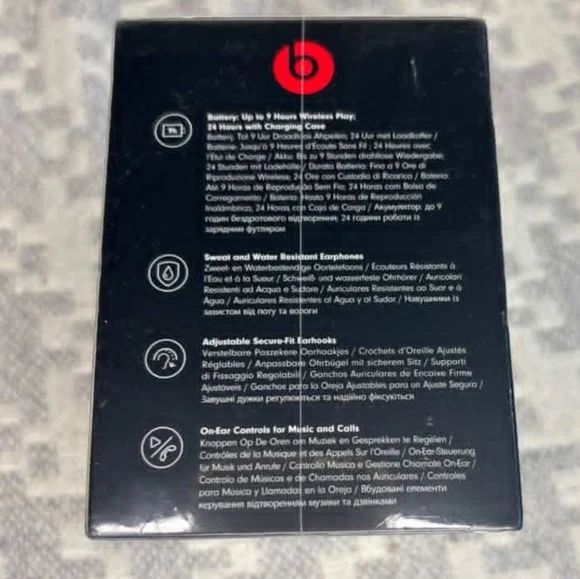 b
Battery: Up to 9 Hours Wireless Play;
24 Hours with Charging Case
Batterij: Tot 9 Uur Draadloos Afspelen; 24 Uur met Laadkoffer /
Batterie: Jusqu'à 9 Heures d'Écoute Sans Fil ; 24 Heures avec
l'Étui de Charge / Akku: Bis zu 9 Stunden drahtlose Wiedergabe;
24 Stunden mit Ladehülle / Durata Batteria: Fino a 9 Ore di
Riproduzione Wireless; 24 Ore con Custodia di Ricarica / Bateria:
Até 9 Horas de Reprodução Sem Fio; 24 Horas com Bolsa de
Carregamento / Batería: Hasta 9 Horas de Reproducción
Inalámbrica; 24 Horas con Caja de Carga / Акумулятор: до 9
годин бездротового відтворення; 24 години роботи із
зарядним футляром
9h
Sweat and Water Resistant Earphones
Zweet- en Waterbestendige Oortelefoons / Écouteurs Résistants à
l'Eau et à la Sueur / Schweiß- und wasserfeste Ohrhörer / Auricolari
Resistenti ad Acqua e Sudore / Auriculares Resistentes ao Suor e à
Água / Auriculares Resistentes al Agua y al Sudor / Навушники із
захистом від поту та вологи
Adjustable Secure-Fit Earhooks
Verstelbare Passekere Oorhaakjes / Crochets d'Oreille Ajustés
Réglables / Anpassbare Ohrbügel mit sicherem Sitz / Supporti
di Fissaggio Regolabili / Ganchos Auriculares de Encaixe Firme
Ajustáveis / Ganchos para la Oreja Ajustables para un Ajuste Seguro /
Завушні дужки регулюються та надійно фіксуються
On-Ear Controls for Music and Calls
Knoppen Op De Oren om Muziek en Gesprekken te Regelen /
Contrôles de la Musique et des Appels Sur l'Oreille / On-Ear-Steuerung
für Musik und Anrufe / Controllo Musica e Gestione Chiamate On-Ear /
Controlo de Músicas e de Chamadas nos Auriculares / Controles
para Música y Llamadas en la Oreja / Вбудовані елементи
керування відтворенням музики та дзвінками